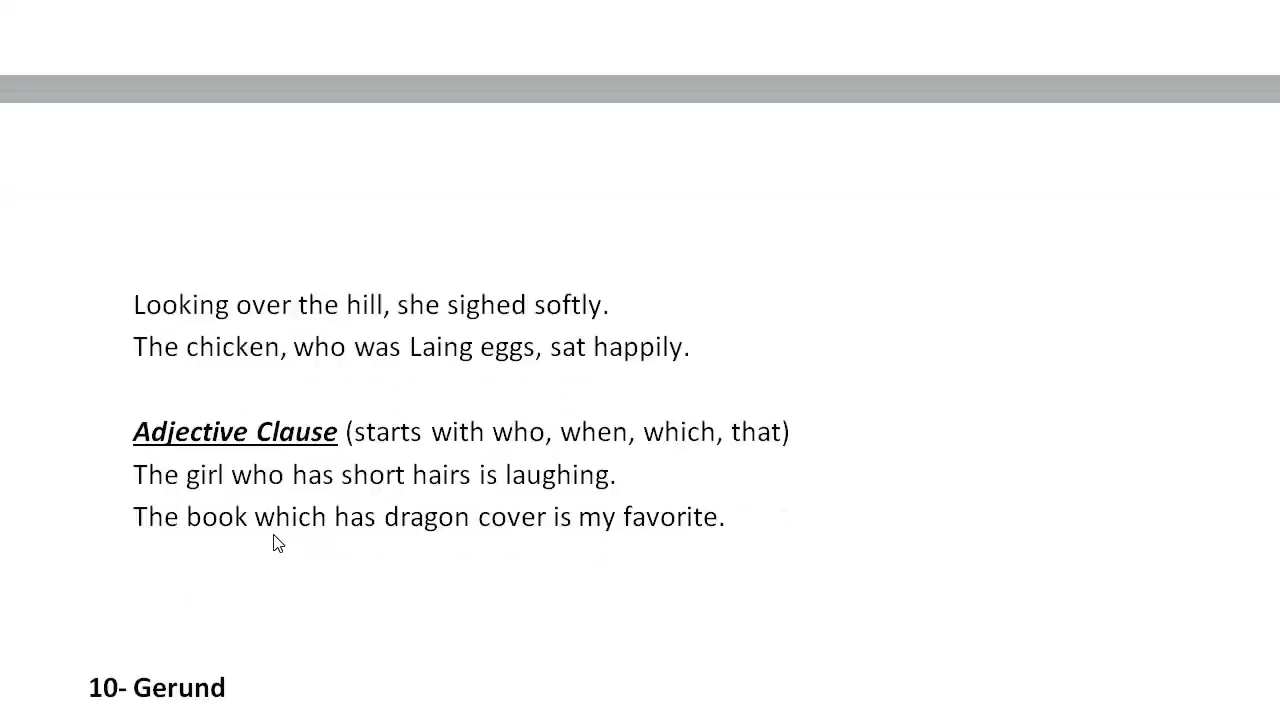 Looking over the hill, she sighed softly.
The chicken, who was Laing eggs, sat happily.
Adjective Clause (starts with who, when, which, that)
The girl who has short hairs is laughing.
The book which has dragon cover is my favorite.
10- Gerund